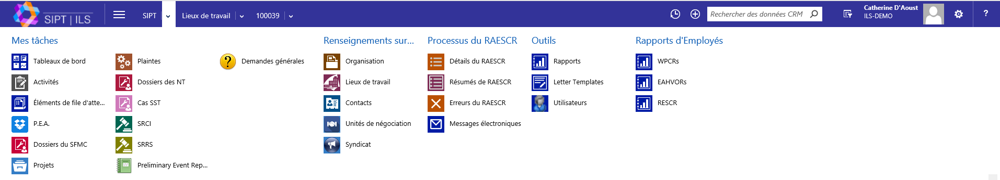 SIPT | ILS
SIPT
Lieux de travail
100039
Rechercher des données CRM
Catherine D'Aoust
ILS-DEMO
?
Mes tâches
Tableaux de bord
Activités
Éléments de file d'atte...
P.E.A.
Dossiers du SFMC
Projets
Plaintes
Dossiers des NT
Cas SST
SRCI
SRRS
Preliminary Event Rep...
?
Demandes générales
Renseignements sur...
Organisation
Lieux de travail
Contacts
Unités de négociation
Syndicat
Processus du RAESCR
Détails du RAESCR
Résumés de RAESCR
Erreurs du RAESCR
Messages électroniques
Outils
Rapports
Letter Templates
Utilisateurs
Rapports d'Employés
WPCRs
EAHVORs
RESCR